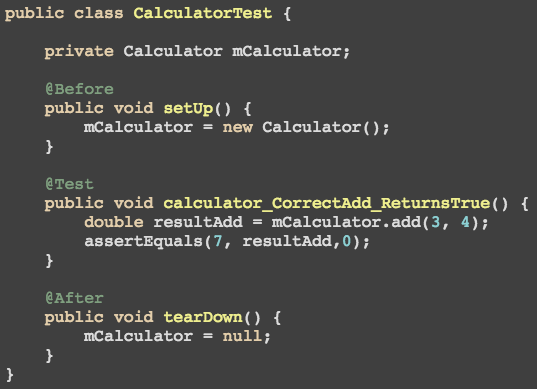 public class CalculatorTest {
private Calculator mCalculator;
@Before
public void setUp() {
mCalculator = new Calculator();
}
@Test
public void calculator_CorrectAdd_ReturnsTrue() {
double resultAdd = mCalculator.add(3, 4);
assertEquals(7, resultAdd,0);
}
@After
public void tearDown() {
mCalculator = null;
}
}